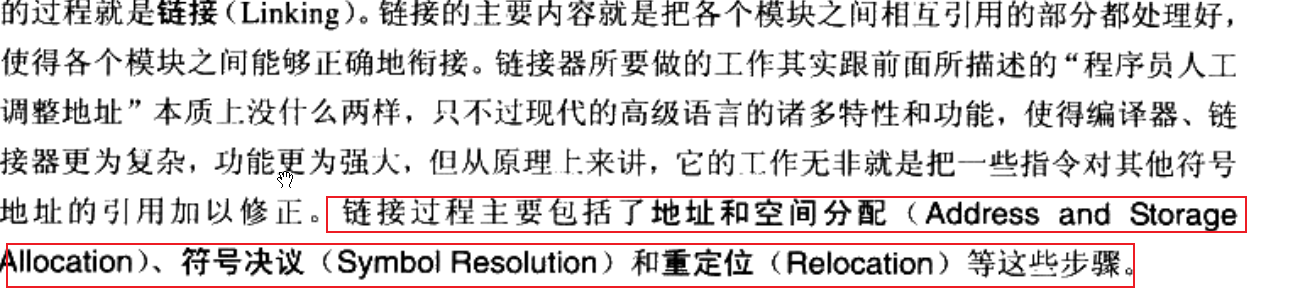 的过程就是链接（Linking）。链接的主要内容就是把各个模块之间相互引用的部分都处理好，
使得各个模块之间能够正确地衔接。链接器所要做的工作其实跟前面所描述的“程序员人工
调整地址”本质上没什么两样，只不过现代的高级语言的诸多特性和功能，使得编译器、链
接器更为复杂，功能更为强大，但从原理上来讲，它的工作无非就是把一些指令对其他符号
地址的引用加以修正。链接过程主要包括了地址和空间分配（Address and Storage
Allocation）、符号决议（Symbol Resolution）和重定位（Relocation）等这些步骤。